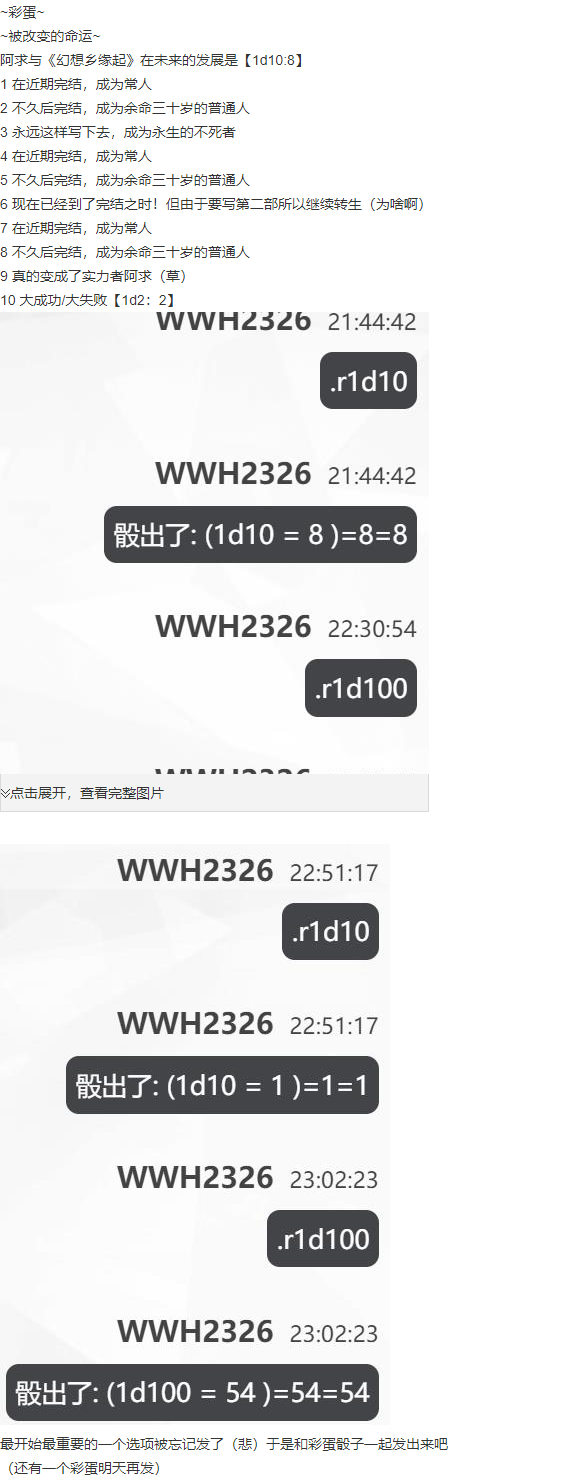 ~彩蛋~
~被改变的命运~
阿求与《幻想乡缘起》在未来的发展是【1d10:8】
1 在近期完结，成为常人
2 不久后完结，成为余命三十岁的普通人
3 永远这样写下去，成为永生的不死者
4 在近期完结，成为常人
5 不久后完结，成为余命三十岁的普通人
6 现在已经到了完结之时！但由于要写第二部所以继续转生（为啥啊）
7 在近期完结，成为常人
8 不久后完结，成为余命三十岁的普通人
9 真的变成了实力者阿求（草）
10 大成功/大失败【1d2：2】
WWH2326 21:44:42
.r1d10
WWH2326 21:44:42
骰出了: (1d10 = 8 )=8=8
WWH2326 22:30:54
.r1d100
WWH2326
点击展开，查看完整图片
WWH2326 22:51:17
.r1d10
WWH2326 22:51:17
骰出了: (1d10 = 1 )=1=1
WWH2326 23:02:23
.r1d100
WWH2326 23:02:23
骰出了: (1d100 = 54 )=54=54
最开始最重要的一个选项被忘记发了（悲）于是和彩蛋骰子一起发出来吧
（还有一个彩蛋明天再发）